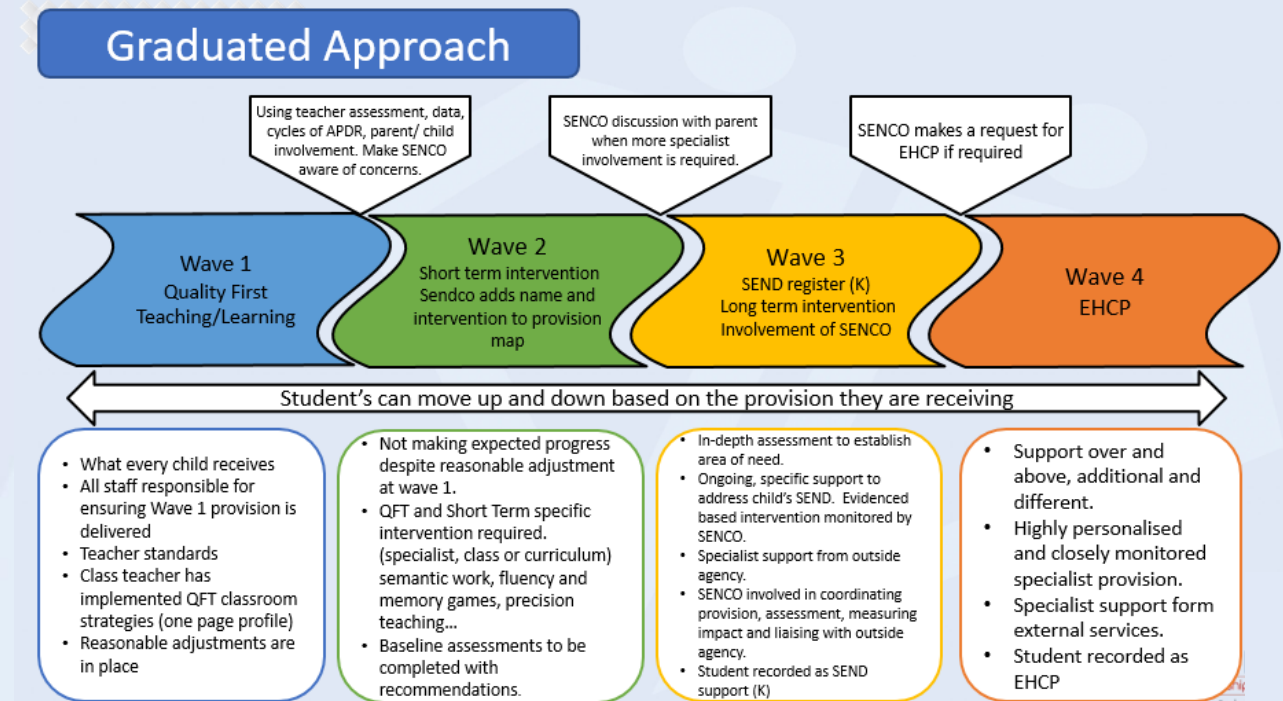 Graduated Approach
Using teacher assessment, data,
cycles of APDR, parent/ child
involvement. Make SENCO
aware of concerns.
SENCO discussion with parent
when more specialist
involvement is required.
SENCO makes a request for
EHCP if required
Wave 1
Quality First
Teaching/Learning
Wave 2
Short term intervention
Sendco adds name and
intervention to provision
map
Wave 3
SEND register (K)
Long term intervention
Involvement of SENCO
Wave 4
EHCP
Student's can move up and down based on the provision they are receiving
• What every child receives
• All staff responsible for
ensuring Wave 1 provision is
delivered
• Teacher standards
• Class teacher has
implemented QFT classroom
strategies (one page profile)
• Reasonable adjustments are
in place
• Not making expected progress
despite reasonable adjustment
at wave 1.
• QFT and Short Term specific
intervention required.
(specialist, class or curriculum)
semantic work, fluency and
memory games, precision
teaching...
• Baseline assessments to be
completed with
recommendations.
• In-depth assessment to establish
area of need.
• Ongoing, specific support to
address child's SEND. Evidenced
based intervention monitored by
SENCO.
• Specialist support from outside
agency.
• SENCO involved in coordinating
provision, assessment, measuring
impact and liaising with outside
agency.
• Student recorded as SEND
support (K)
• Support over and
above, additional and
different.
• Highly personalised
and closely monitored
specialist provision.
• Specialist support form
external services.
• Student recorded as
EHCP